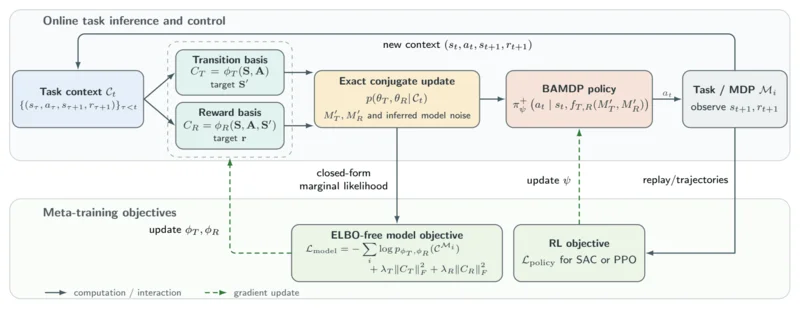 Online task inference and control
new context (s_t, a_t, s_{t+1}, r_{t+1})
Task context C_t
{(s_τ, a_τ, s_{τ+1}, r_{τ+1})}_{τ<t}
Transition basis
C_T = ϕ_T(S, A)
target S′
Reward basis
C_R = ϕ_R(S, A, S′)
target r
Exact conjugate update
p(θ_T, θ_R | C_t)
M′_T, M′_R and inferred model noise
BAMDP policy
π^+_ψ (a_t | s_t, f_{T,R}(M′_T, M′_R))
a_t
Task / MDP M_i
observe s_{t+1}, r_{t+1}
closed-form
marginal likelihood
update ψ
replay/trajectories
Meta-training objectives
update ϕ_T, ϕ_R
ELBO-free model objective
L_model = − ∑_i log p_{ϕ_T,ϕ_R}(C^{M_i})
+ λ_T‖C_T‖²_F + λ_R‖C_R‖²_F
RL objective
L_policy for SAC or PPO
computation / interaction
gradient update